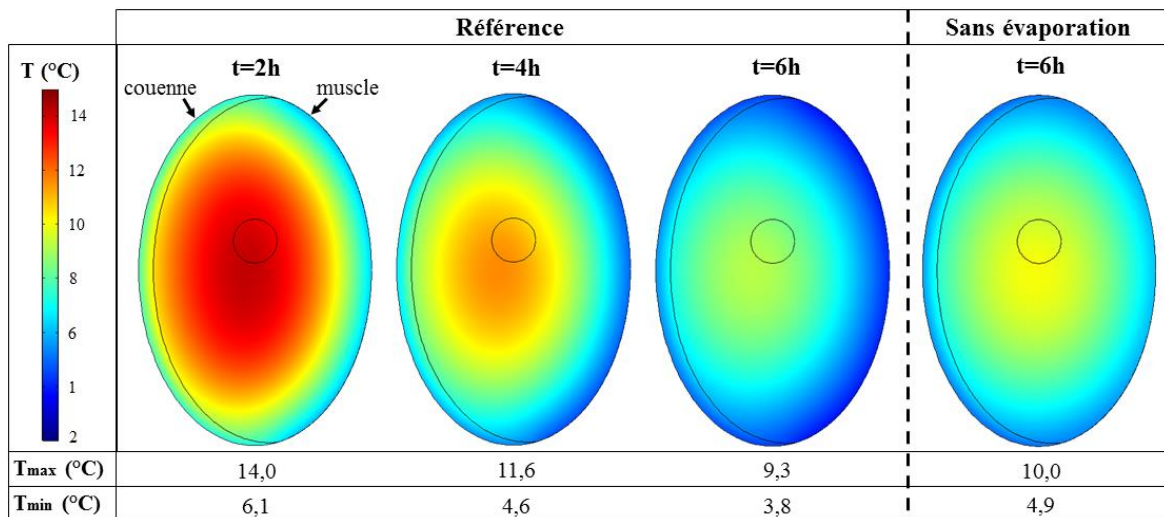 Référence Sans évaporation
T (°C) t=2h t=4h t=6h t=6h
couenne muscle
14
12
10
8
6
1
2
Tmax (°C) 14,0 11,6 9,3 10,0
Tmin (°C) 6,1 4,6 3,8 4,9